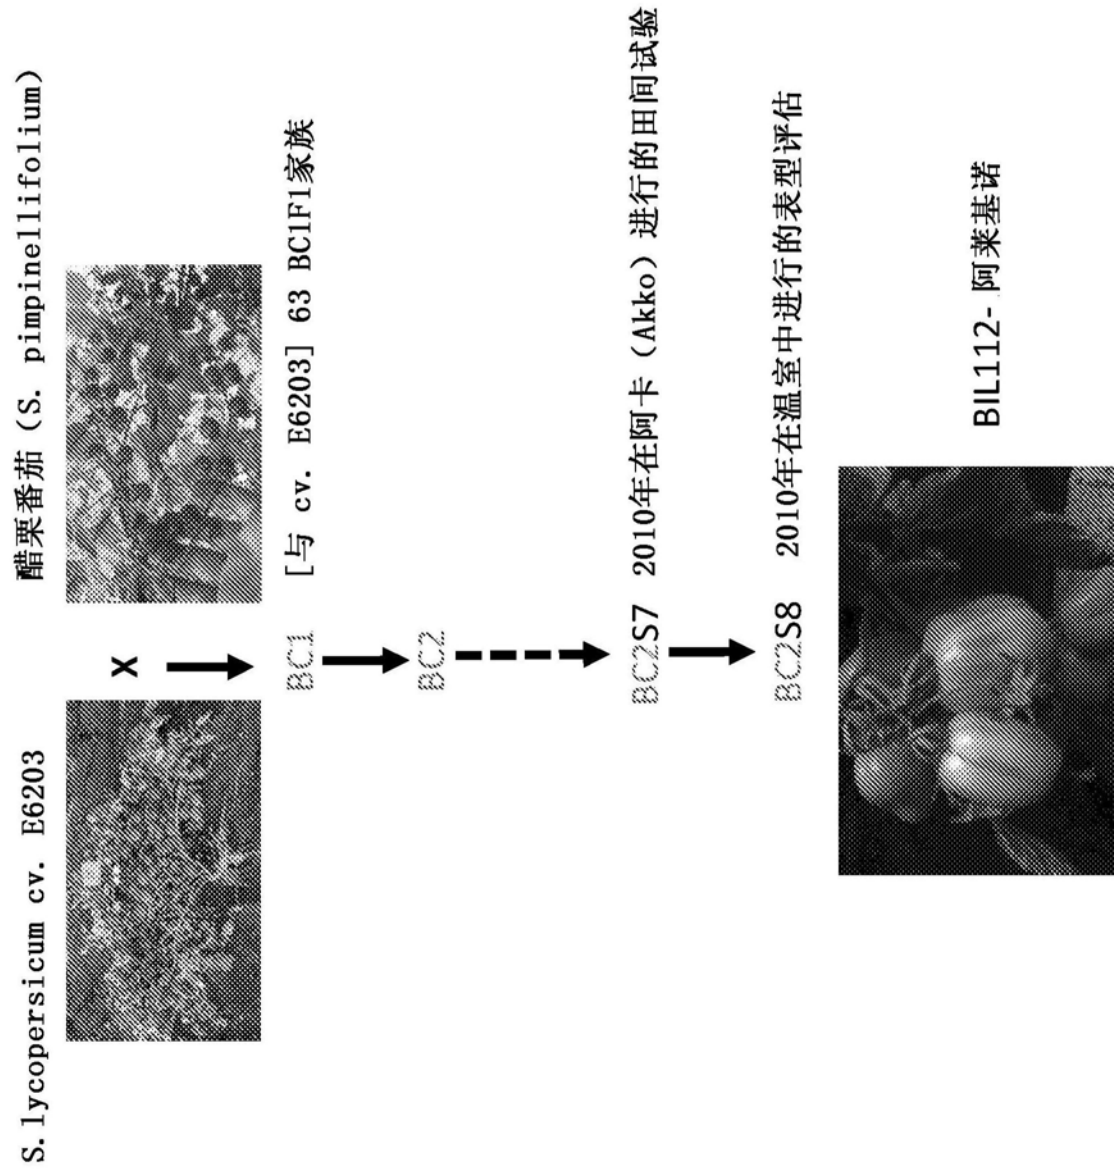 S.lycopersicum cv. E6203
醋栗番茄 (S. pimpinellifolium)
X
BC1 [与 cv. E6203] 63 BC1F1家族
BC2
BC2S7 2010年在阿卡 (Akko) 进行的田间试验
BC2S8 2010年在温室中进行的表型评估
BIL112- 阿莱基诺